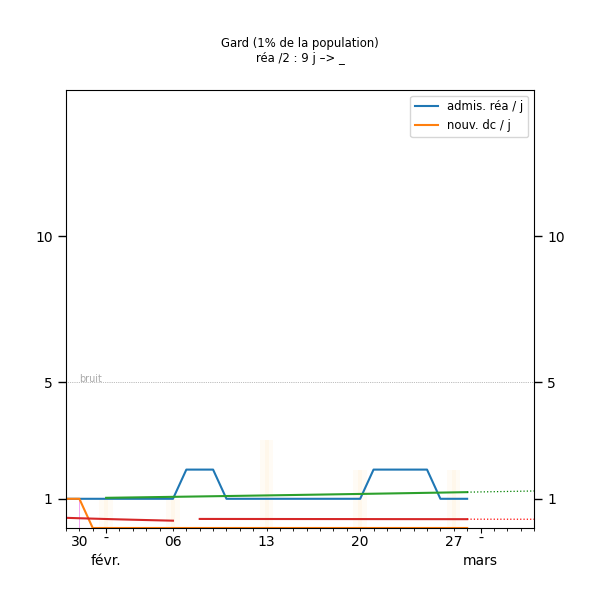 Gard (1% de la population)
réa /2 : 9 j –> _
admis. réa / j
nouv. dc / j
10 10
bruit
5 5
1 1
30 - 06 13 20 27 -
févr. mars